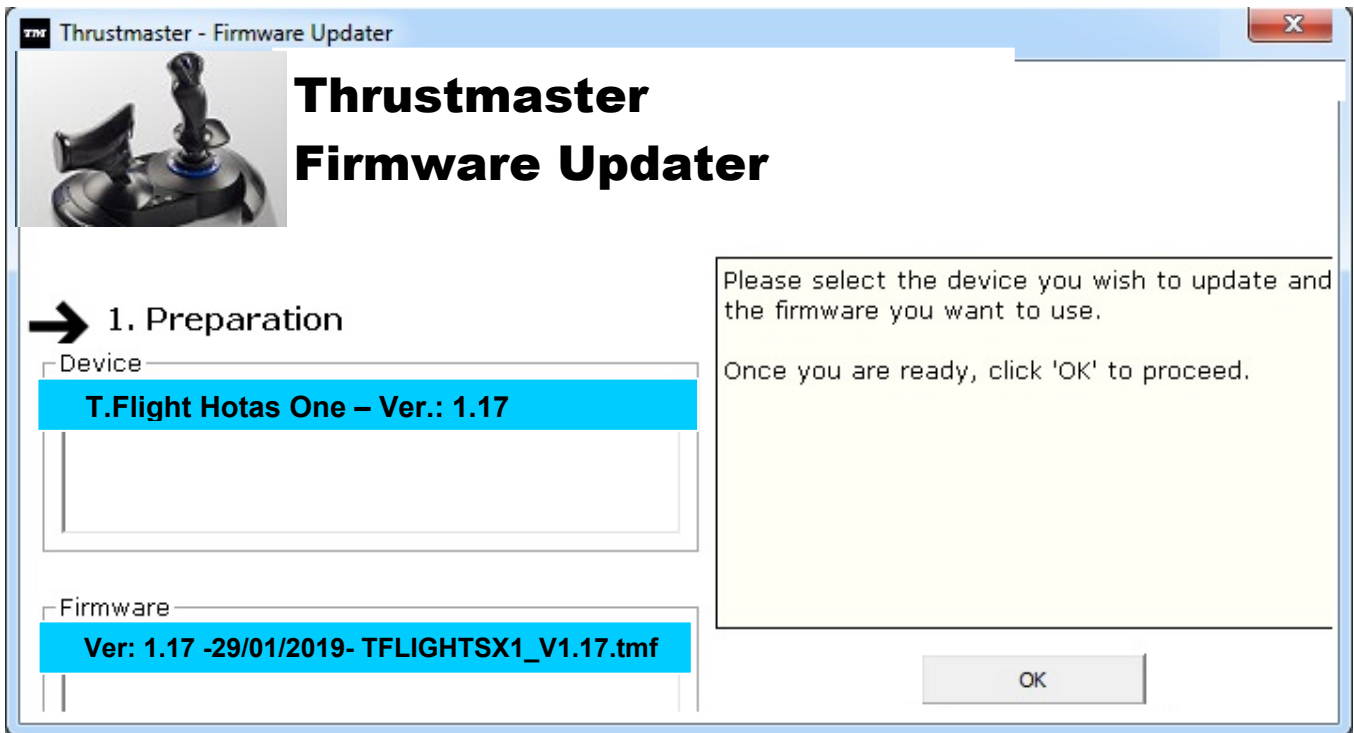 TM Thrustmaster - Firmware Updater
Thrustmaster
Firmware Updater
1. Preparation
Device
T.Flight Hotas One – Ver.: 1.17
Firmware
Ver: 1.17 -29/01/2019- TFLIGHTSX1_V1.17.tmf
Please select the device you wish to update and
the firmware you want to use.
Once you are ready, click 'OK' to proceed.
OK